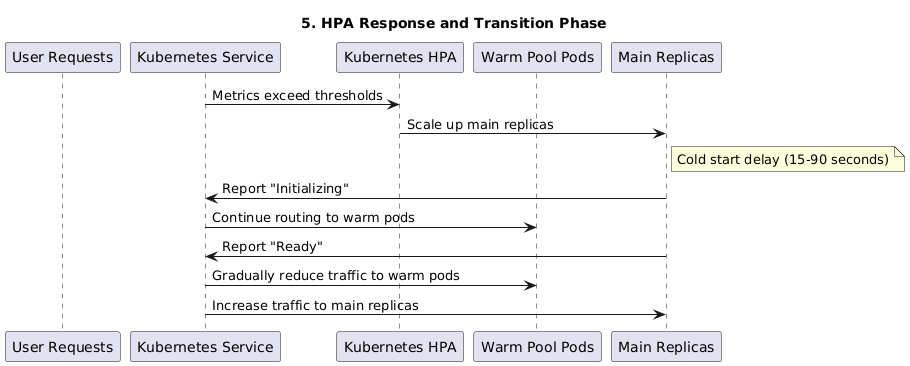 5. HPA Response and Transition Phase
User Requests Kubernetes Service Kubernetes HPA Warm Pool Pods Main Replicas
Metrics exceed thresholds
Scale up main replicas
Cold start delay (15-90 seconds)
Report "Initializing"
Continue routing to warm pods
Report "Ready"
Gradually reduce traffic to warm pods
Increase traffic to main replicas
User Requests Kubernetes Service Kubernetes HPA Warm Pool Pods Main Replicas